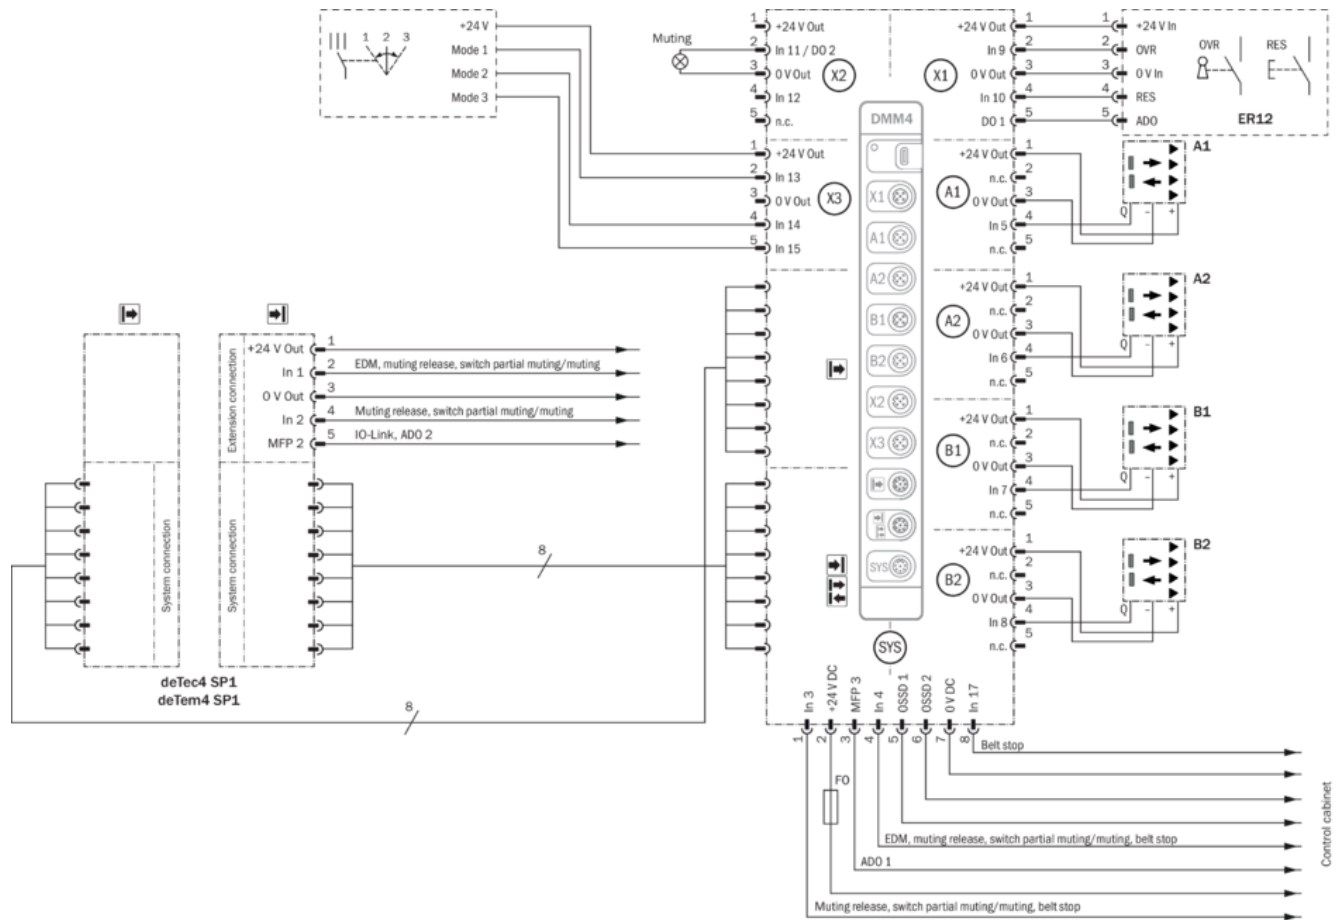 +24 V
Mode 1
Mode 2
Mode 3
1 2 3
Muting
1 +24 V Out
2 In 11 / DO 2
3 0 V Out
4 In 12
5 n.c.
X2
X1
+24 V Out 1
In 9 2
0 V Out 3
In 10 4
DO 1 5
1 +24 V In
2 OVR
3 0 V In
4 RES
5 ADO
OVR
RES
ER12
1 +24 V Out
2 In 13
3 0 V Out
4 In 14
5 In 15
X3
DMM4
X1
A1
A2
B1
B2
X2
X3
SYS
SYS
A1
+24 V Out 1
n.c. 2
0 V Out 3
In 5 4
n.c. 5
A1
Q – +
A2
+24 V Out 1
n.c. 2
0 V Out 3
In 6 4
n.c. 5
A2
Q – +
B1
+24 V Out 1
n.c. 2
0 V Out 3
In 7 4
n.c. 5
B1
Q – +
B2
+24 V Out 1
n.c. 2
0 V Out 3
In 8 4
n.c. 5
B2
Q – +
Extension connection
+24 V Out 1
In 1 2 EDM, muting release, switch partial muting/muting
0 V Out 3
In 2 4 Muting release, switch partial muting/muting
MFP 2 5 IO-Link, ADO 2
System connection
System connection
8
8
deTec4 SP1
deTem4 SP1
In 3
+24 V DC
MFP 3
In 4
OSSD 1
OSSD 2
0 V DC
In 17
1 2 3 4 5 6 7 8
Belt stop
F0
EDM, muting release, switch partial muting/muting, belt stop
ADO 1
Muting release, switch partial muting/muting, belt stop
Control cabinet